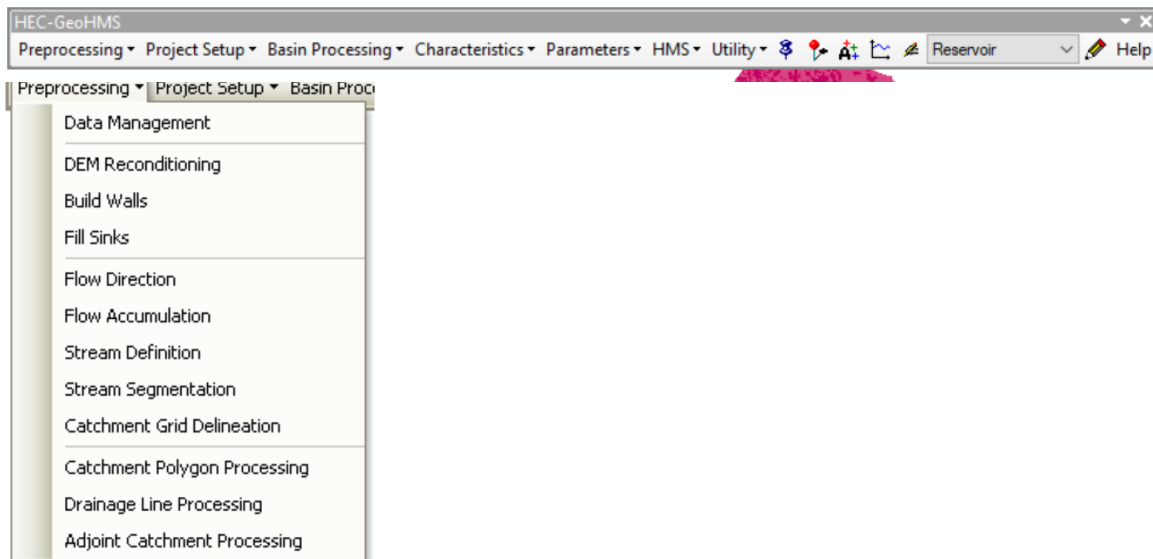 HEC-GeoHMS
Preprocessing Project Setup Basin Processing Characteristics Parameters HMS Utility Reservoir Help
Preprocessing Project Setup Basin Proc
Data Management
DEM Reconditioning
Build Walls
Fill Sinks
Flow Direction
Flow Accumulation
Stream Definition
Stream Segmentation
Catchment Grid Delineation
Catchment Polygon Processing
Drainage Line Processing
Adjoint Catchment Processing